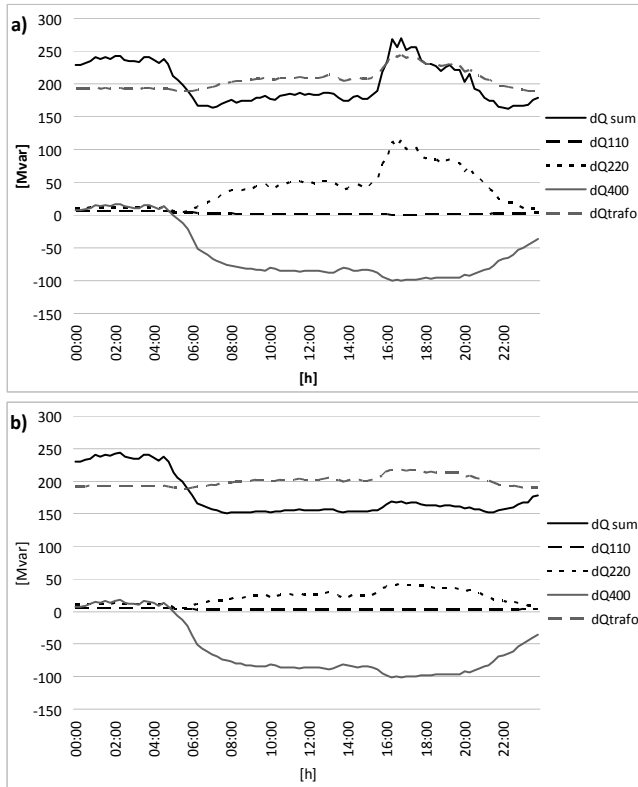 a)
300
250
200
150
100
50
0
-50
-100
-150
[Mvar]
00:00
02:00
04:00
06:00
08:00
10:00
12:00
14:00
16:00
18:00
20:00
22:00
[h]
dQ sum
dQ110
dQ220
dQ400
dQtrafo
b)
300
250
200
150
100
50
0
-50
-100
-150
[Mvar]
00:00
02:00
04:00
06:00
08:00
10:00
12:00
14:00
16:00
18:00
20:00
22:00
[h]
dQ sum
dQ110
dQ220
dQ400
dQtrafo